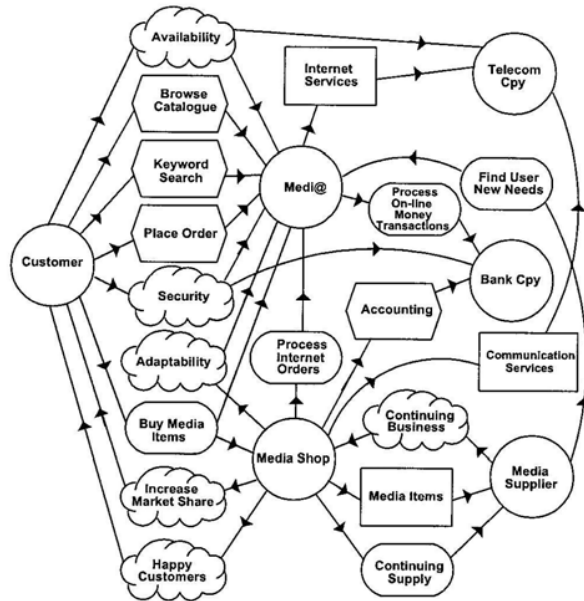 Availability
Internet
Services
Telecom
Cpy
Browse
Catalogue
Keyword
Search
Medi@
Process
On-line
Money
Transactions
Find User
New Needs
Place Order
Customer
Security
Bank Cpy
Accounting
Adaptability
Process
Internet
Orders
Communication
Services
Buy Media
Items
Continuing
Business
Media Shop
Media
Supplier
Increase
Market Share
Media Items
Happy
Customers
Continuing
Supply